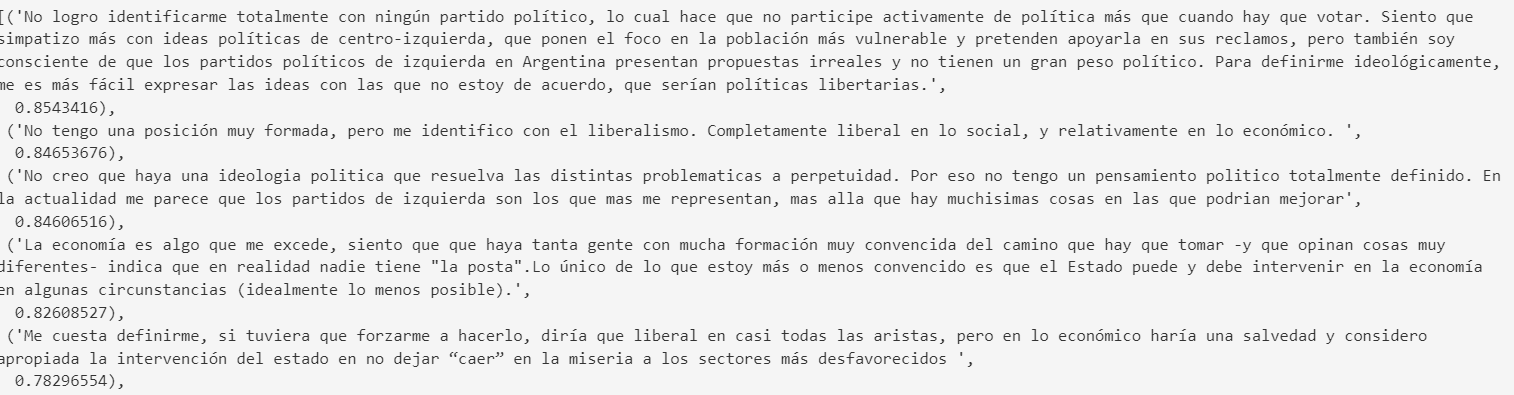 [('No logro identificarme totalmente con ningún partido político, lo cual hace que no participe activamente de política más que cuando hay que votar. Siento que
simpatizo más con ideas políticas de centro-izquierda, que ponen el foco en la población más vulnerable y pretenden apoyarla en sus reclamos, pero también soy
consciente de que los partidos políticos de izquierda en Argentina presentan propuestas irreales y no tienen un gran peso político. Para definirme ideológicamente,
me es más fácil expresar las ideas con las que no estoy de acuerdo, que serían políticas libertarias.',
0.8543416),
('No tengo una posición muy formada, pero me identifico con el liberalismo. Completamente liberal en lo social, y relativamente en lo económico. ',
0.84653676),
('No creo que haya una ideologia politica que resuelva las distintas problematicas a perpetuidad. Por eso no tengo un pensamiento politico totalmente definido. En
la actualidad me parece que los partidos de izquierda son los que mas me representan, mas alla que hay muchisimas cosas en las que podrian mejorar',
0.84606516),
('La economía es algo que me excede, siento que que haya tanta gente con mucha formación muy convencida del camino que hay que tomar -y que opinan cosas muy
diferentes- indica que en realidad nadie tiene "la posta".Lo único de lo que estoy más o menos convencido es que el Estado puede y debe intervenir en la economía
en algunas circunstancias (idealmente lo menos posible).',
0.82608527),
('Me cuesta definirme, si tuviera que forzarme a hacerlo, diría que liberal en casi todas las aristas, pero en lo económico haría una salvedad y considero
apropiada la intervención del estado en no dejar “caer” en la miseria a los sectores más desfavorecidos ',
0.78296554),